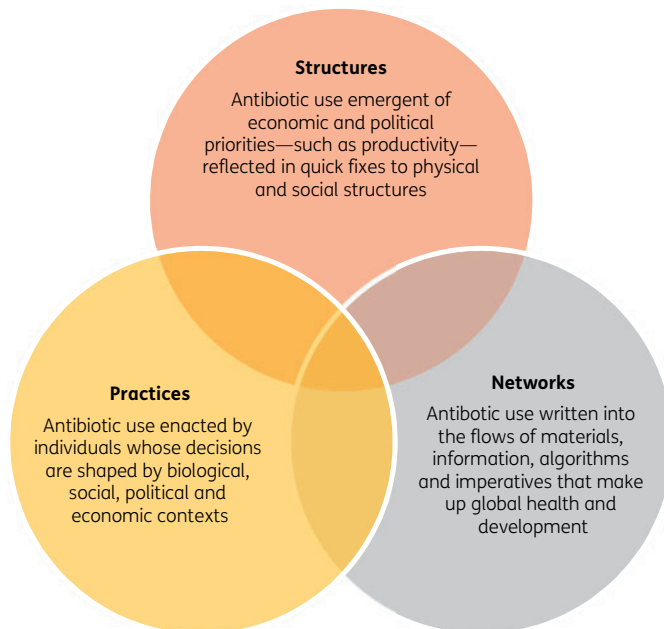 Structures
Antibiotic use emergent of
economic and political
priorities—such as productivity—
reflected in quick fixes to physical
and social structures
Practices
Antibiotic use enacted by
individuals whose decisions
are shaped by biological,
social, political and
economic contexts
Networks
Antibotic use written into
the flows of materials,
information, algorithms
and imperatives that make
up global health and
development